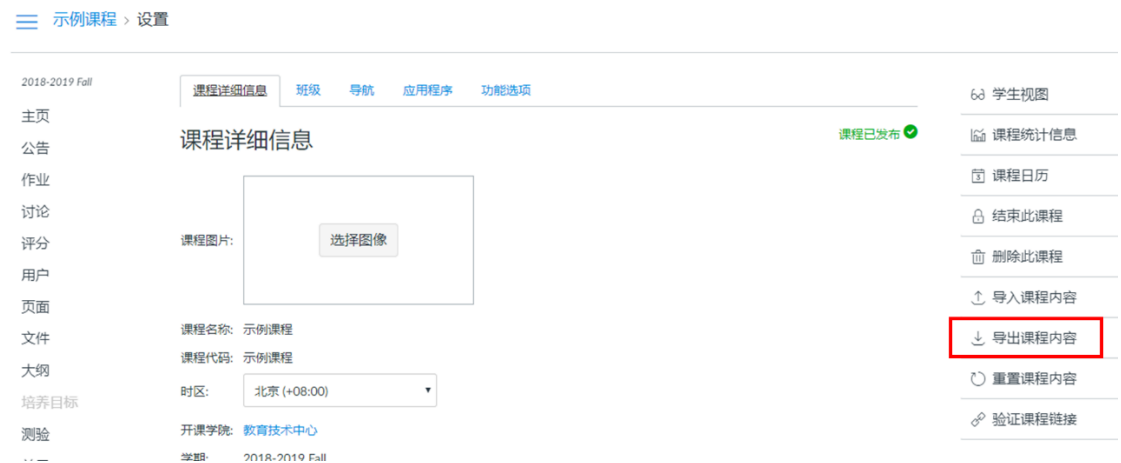 示例课程 › 设置
2018-2019 Fall
主页
公告
作业
讨论
评分
用户
页面
文件
大纲
培养目标
测验
课程详细信息 班级 导航 应用程序 功能选项
课程详细信息
课程已发布
课程图片: 选择图像
课程名称: 示例课程
课程代码: 示例课程
时区: 北京 (+08:00)
开课学院: 教育技术中心
学期: 2018-2019 Fall
学生视图
课程统计信息
课程日历
结束此课程
删除此课程
导入课程内容
导出课程内容
重置课程内容
验证课程链接